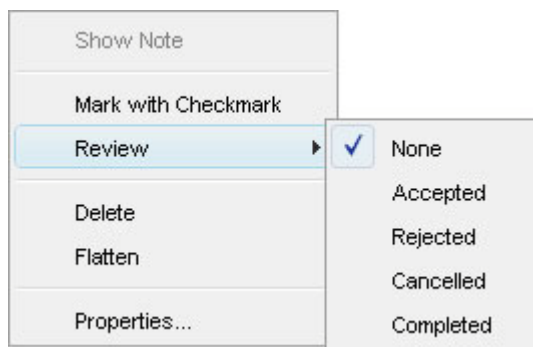 Show Note
Mark with Checkmark
Review
Delete
Flatten
Properties...
None
Accepted
Rejected
Cancelled
Completed